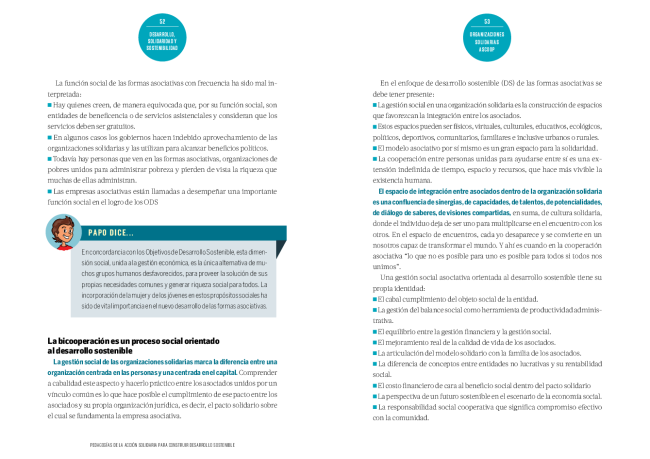 52
DESARROLLO,
SOLIDARIDAD Y
SOSTENIBILIDAD
La función social de las formas asociativas con frecuencia ha sido mal in-
terpretada:
Hay quienes creen, de manera equivocada que, por su función social, son
entidades de beneficencia o de servicios asistenciales y consideran que los
servicios deben ser gratuitos.
En algunos casos los gobiernos hacen indebido aprovechamiento de las
organizaciones solidarias y las utilizan para alcanzar beneficios políticos.
Todavía hay personas que ven en las formas asociativas, organizaciones de
pobres unidos para administrar pobreza y pierden de vista la riqueza que
muchas de ellas administran.
Las empresas asociativas están llamadas a desempeñar una importante
función social en el logro de los ODS
PAPO DICE...
En concordancia con los Objetivos de Desarrollo Sostenible, esta dimen-
sión social, unida a la gestión económica, es la única alternativa de mu-
chos grupos humanos desfavorecidos, para proveer la solución de sus
propias necesidades comunes y generar riqueza social para todos. La
incorporación de la mujer y de los jóvenes en estos propósitos sociales ha
sido de vital importancia en el nuevo desarrollo de las formas asociativas.
La bicooperación es un proceso social orientado
al desarrollo sostenible
La gestión social de las organizaciones solidarias marca la diferencia entre una
organización centrada en las personas y una centrada en el capital. Comprender
a cabalidad este aspecto y hacerlo práctico entre los asociados unidos por un
vínculo común es lo que hace posible el cumplimiento de ese pacto entre los
asociados y su propia organización jurídica, es decir, el pacto solidario sobre
el cual se fundamenta la empresa asociativa.
PEDAGOGÍAS DE LA ACCIÓN SOLIDARIA PARA CONSTRUIR DESARROLLO SOSTENIBLE
53
ORGANIZACIONES
SOLIDARIAS
ASCOOP
En el enfoque de desarrollo sostenible (DS) de las formas asociativas se
debe tener presente:
La gestión social en una organización solidaria es la construcción de espacios
que favorezcan la integración entre los asociados.
Estos espacios pueden ser físicos, virtuales, culturales, educativos, ecológicos,
políticos, deportivos, comunitarios, familiares e inclusive urbanos o rurales.
El modelo asociativo por sí mismo es un gran espacio para la solidaridad.
La cooperación entre personas unidas para ayudarse entre sí es una ex-
tensión indefinida de tiempo, espacio y recursos, que hace más vivible la
existencia humana.
El espacio de integración entre asociados dentro de la organización solidaria
es una confluencia de sinergias, de capacidades, de talentos, de potencialidades,
de diálogo de saberes, de visiones compartidas, en suma, de cultura solidaria,
donde el individuo deja de ser uno para multiplicarse en el encuentro con los
otros. En el espacio de encuentros, cada yo desaparece y se convierte en un
nosotros capaz de transformar el mundo. Y ahí es cuando en la cooperación
asociativa “lo que no es posible para uno es posible para todos si todos nos
unimos”.
Una gestión social asociativa orientada al desarrollo sostenible tiene su
propia identidad:
El cabal cumplimiento del objeto social de la entidad.
La gestión del balance social como herramienta de productividad adminis-
trativa.
El equilibrio entre la gestión financiera y la gestión social.
El mejoramiento real de la calidad de vida de los asociados.
La articulación del modelo solidario con la familia de los asociados.
La diferencia de conceptos entre entidades no lucrativas y su rentabilidad
social.
El costo financiero de cara al beneficio social dentro del pacto solidario
La perspectiva de un futuro sostenible en el escenario de la economía social.
La responsabilidad social cooperativa que significa compromiso efectivo
con la comunidad.